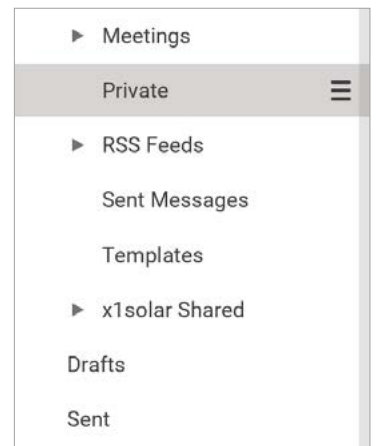 Meetings
Private
RSS Feeds
Sent Messages
Templates
x1solar Shared
Drafts
Sent